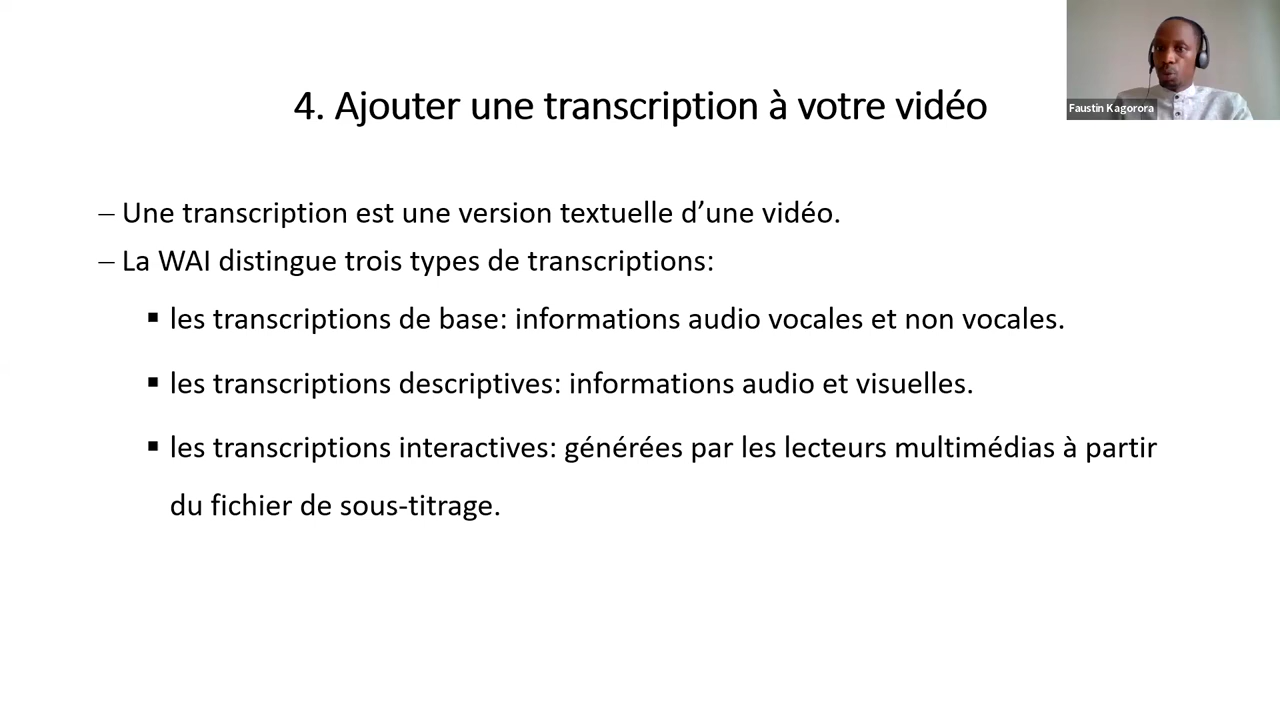 4. Ajouter une transcription à votre vidéo
Faustin Kagorora
– Une transcription est une version textuelle d’une vidéo.
– La WAI distingue trois types de transcriptions:
▪ les transcriptions de base: informations audio vocales et non vocales.
▪ les transcriptions descriptives: informations audio et visuelles.
▪ les transcriptions interactives: générées par les lecteurs multimédias à partir
du fichier de sous-titrage.